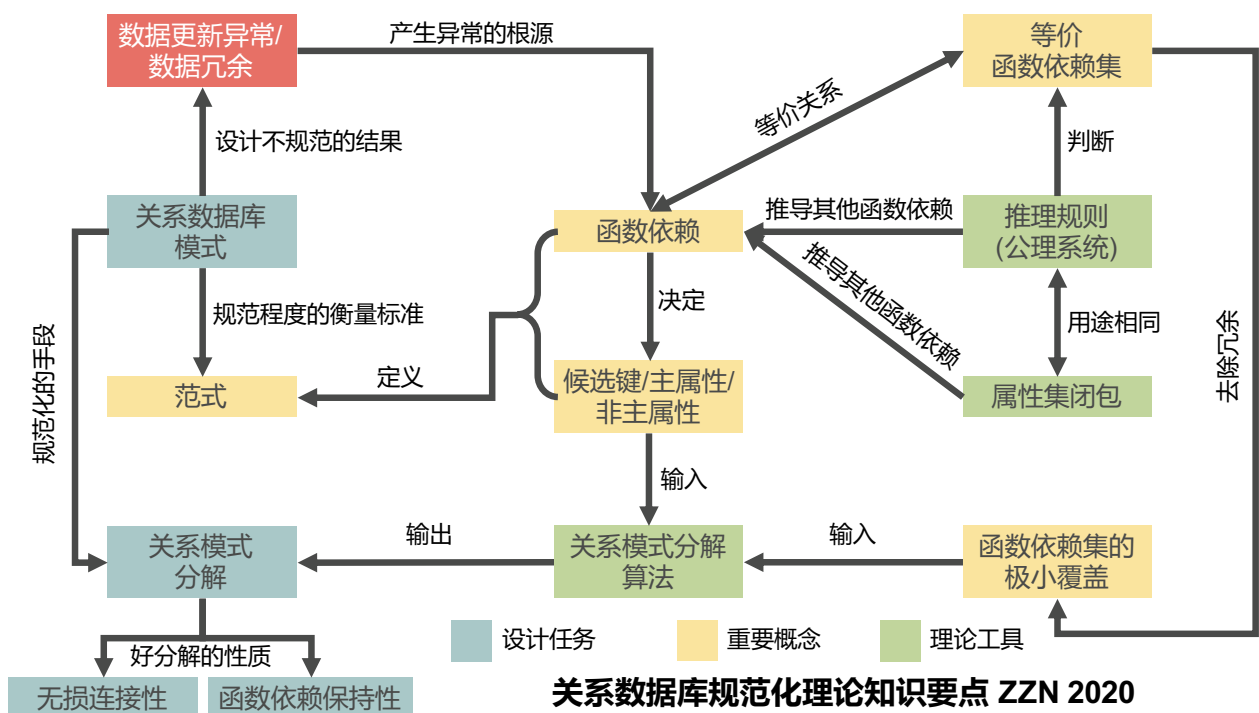 数据更新异常/
数据冗余
产生异常的根源
等价
函数依赖集
等价关系
设计不规范的结果
判断
关系数据库
模式
函数依赖
推导其他函数依赖
推理规则
(公理系统)
规范程度的衡量标准
决定
推导其他函数依赖
用途相同
去除冗余
规范化的手段
范式
定义
候选键/主属性/
非主属性
属性集闭包
输入
关系模式
分解
输出
关系模式分解
算法
输入
函数依赖集的
极小覆盖
好分解的性质
设计任务
重要概念
理论工具
无损连接性
函数依赖保持性
关系数据库规范化理论知识要点 ZZN 2020